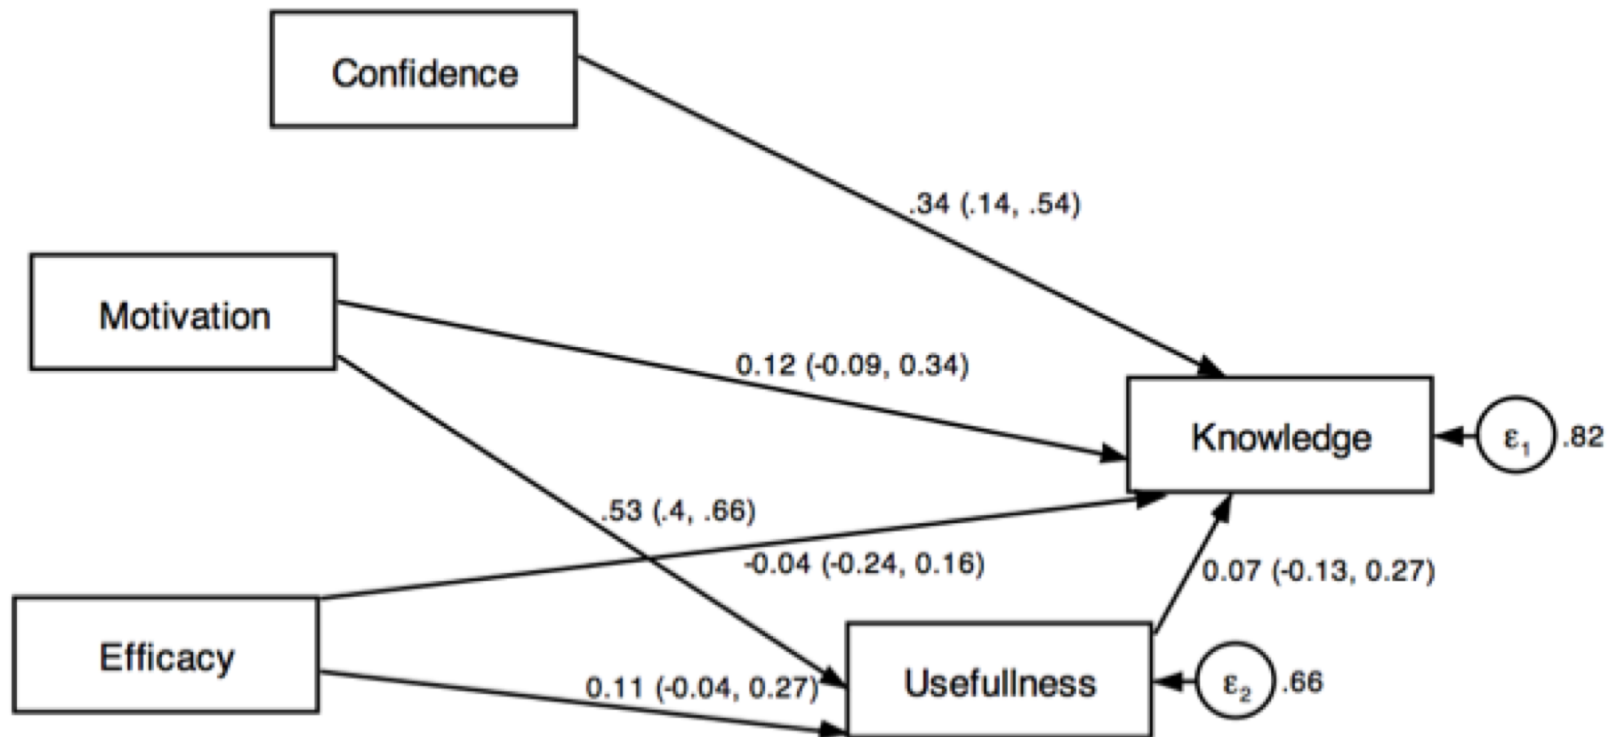 Confidence
.34 (.14, .54)
Motivation
0.12 (-0.09, 0.34)
Knowledge
ε1
.82
.53 (.4, .66)
-0.04 (-0.24, 0.16)
0.07 (-0.13, 0.27)
Efficacy
0.11 (-0.04, 0.27)
Usefullness
ε2
.66